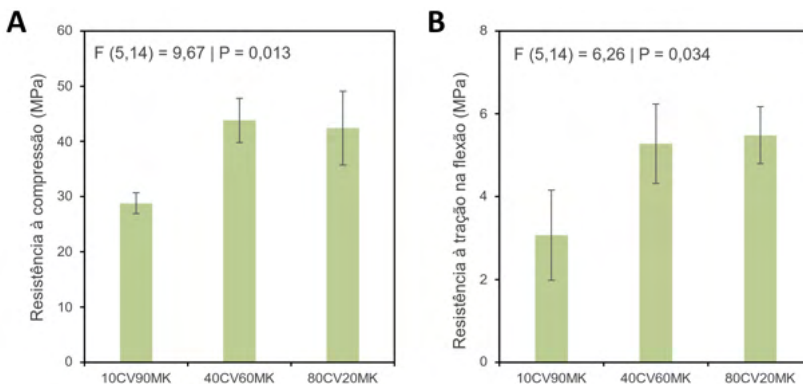 A
F (5,14) = 9,67 | P = 0,013
Resistência à compressão (MPa)
60
50
40
30
20
10
0
10CV90MK
40CV60MK
80CV20MK
B
F (5,14) = 6,26 | P = 0,034
Resistência à tração na flexão (MPa)
8
6
4
2
0
10CV90MK
40CV60MK
80CV20MK